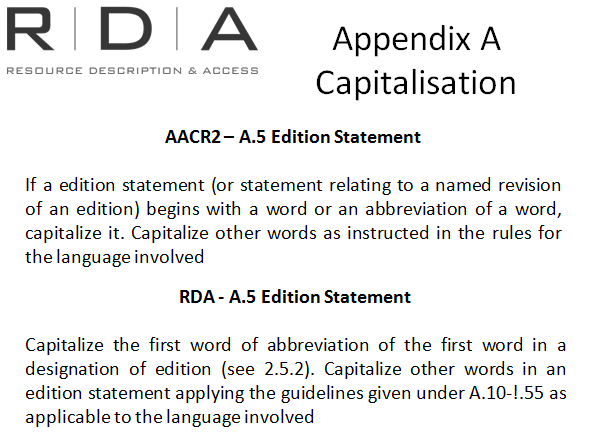 R | D | A
RESOURCE DESCRIPTION & ACCESS
Appendix A
Capitalisation
AACR2 – A.5 Edition Statement
If a edition statement (or statement relating to a named revision
of an edition) begins with a word or an abbreviation of a word,
capitalize it. Capitalize other words as instructed in the rules for
the language involved
RDA - A.5 Edition Statement
Capitalize the first word of abbreviation of the first word in a
designation of edition (see 2.5.2). Capitalize other words in an
edition statement applying the guidelines given under A.10-!.55 as
applicable to the language involved